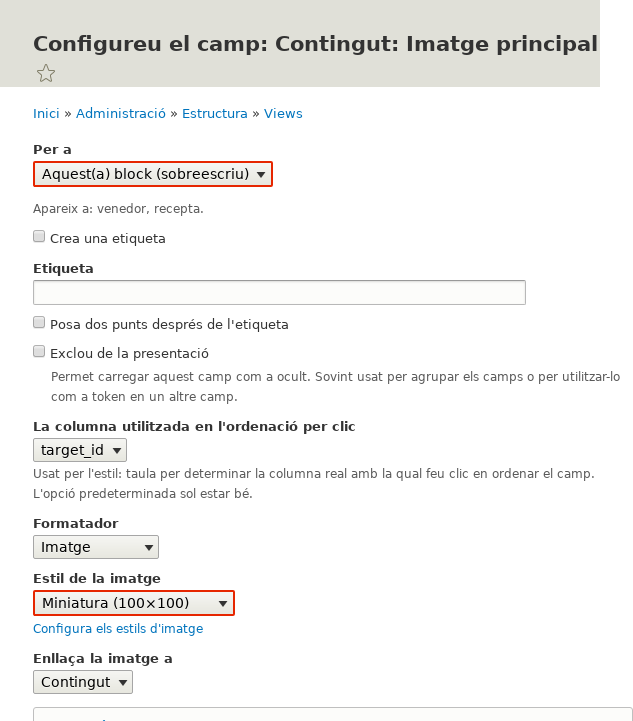 Configureu el camp: Contingut: Imatge principal
Inici » Administració » Estructura » Views
Per a
Aquest(a) block (sobreescriu)
Apareix a: venedor, recepta.
Crea una etiqueta
Etiqueta
Posa dos punts després de l'etiqueta
Exclou de la presentació
Permet carregar aquest camp com a ocult. Sovint usat per agrupar els camps o per utilitzar-lo
com a token en un altre camp.
La columna utilitzada en l'ordenació per clic
target_id
Usat per l'estil: taula per determinar la columna real amb la qual feu clic en ordenar el camp.
L'opció predeterminada sol estar bé.
Formatador
Imatge
Estil de la imatge
Miniatura (100×100)
Configura els estils d'imatge
Enllaça la imatge a
Contingut